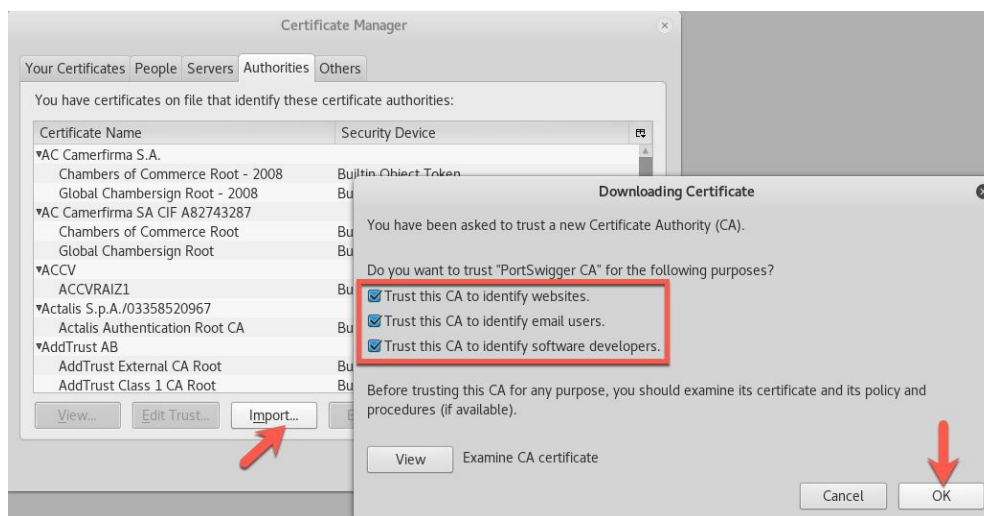 Certificate Manager
Your Certificates People Servers Authorities Others
You have certificates on file that identify these certificate authorities:
Certificate Name Security Device
AC Camerfirma S.A.
Chambers of Commerce Root - 2008 Builtin Object Token
Global Chambersign Root - 2008 Bu
AC Camerfirma SA CIF A82743287
Chambers of Commerce Root Bu
Global Chambersign Root Bu
ACCV
ACCVRAIZ1 Bu
Actalis S.p.A./03358520967
Actalis Authentication Root CA Bu
AddTrust AB
AddTrust External CA Root Bu
AddTrust Class 1 CA Root Bu
View... Edit Trust... Import... E
Downloading Certificate
You have been asked to trust a new Certificate Authority (CA).
Do you want to trust "PortSwigger CA" for the following purposes?
Trust this CA to identify websites.
Trust this CA to identify email users.
Trust this CA to identify software developers.
Before trusting this CA for any purpose, you should examine its certificate and its policy and
procedures (if available).
View Examine CA certificate
Cancel OK